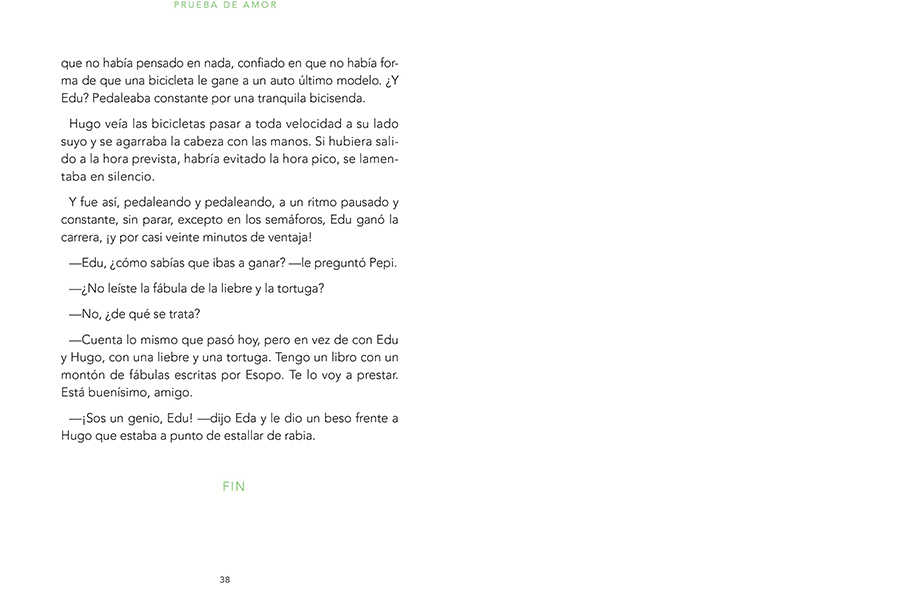 PRUEBA DE AMOR
que no había pensado en nada, confiado en que no había for-
ma de que una bicicleta le gane a un auto último modelo. ¿Y
Edu? Pedaleaba constante por una tranquila bicisenda.
Hugo veía las bicicletas pasar a toda velocidad a su lado
suyo y se agarraba la cabeza con las manos. Si hubiera sali-
do a la hora prevista, habría evitado la hora pico, se lamen-
taba en silencio.
Y fue así, pedaleando y pedaleando, a un ritmo pausado y
constante, sin parar, excepto en los semáforos, Edu ganó la
carrera, ¡y por casi veinte minutos de ventaja!
—Edu, ¿cómo sabías que ibas a ganar? —le preguntó Pepi.
—¿No leíste la fábula de la liebre y la tortuga?
—No, ¿de qué se trata?
—Cuenta lo mismo que pasó hoy, pero en vez de con Edu
y Hugo, con una liebre y una tortuga. Tengo un libro con un
montón de fábulas escritas por Esopo. Te lo voy a prestar.
Está buenísimo, amigo.
—¡Sos un genio, Edu! —dijo Eda y le dio un beso frente a
Hugo que estaba a punto de estallar de rabia.
FIN
38